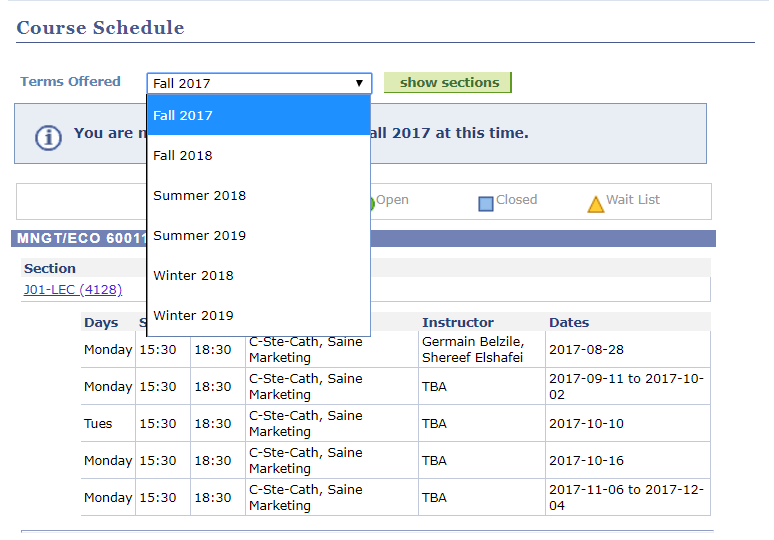 Course Schedule
Terms Offered Fall 2017 ▼ show sections
Fall 2017
Fall 2018
Summer 2018
Summer 2019
Winter 2018
Winter 2019
You are all 2017 at this time.
Open Closed Wait List
MNGT/ECO 60011
Section
J01-LEC (4128)
Days Instructor Dates
Monday 15:30 18:30 C-Ste-Cath, Saine
Marketing Germain Belzile,
Shereef Elshafei 2017-08-28
Monday 15:30 18:30 C-Ste-Cath, Saine
Marketing TBA 2017-09-11 to 2017-10-
02
Tues 15:30 18:30 C-Ste-Cath, Saine
Marketing TBA 2017-10-10
Monday 15:30 18:30 C-Ste-Cath, Saine
Marketing TBA 2017-10-16
Monday 15:30 18:30 C-Ste-Cath, Saine
Marketing TBA 2017-11-06 to 2017-12-
04